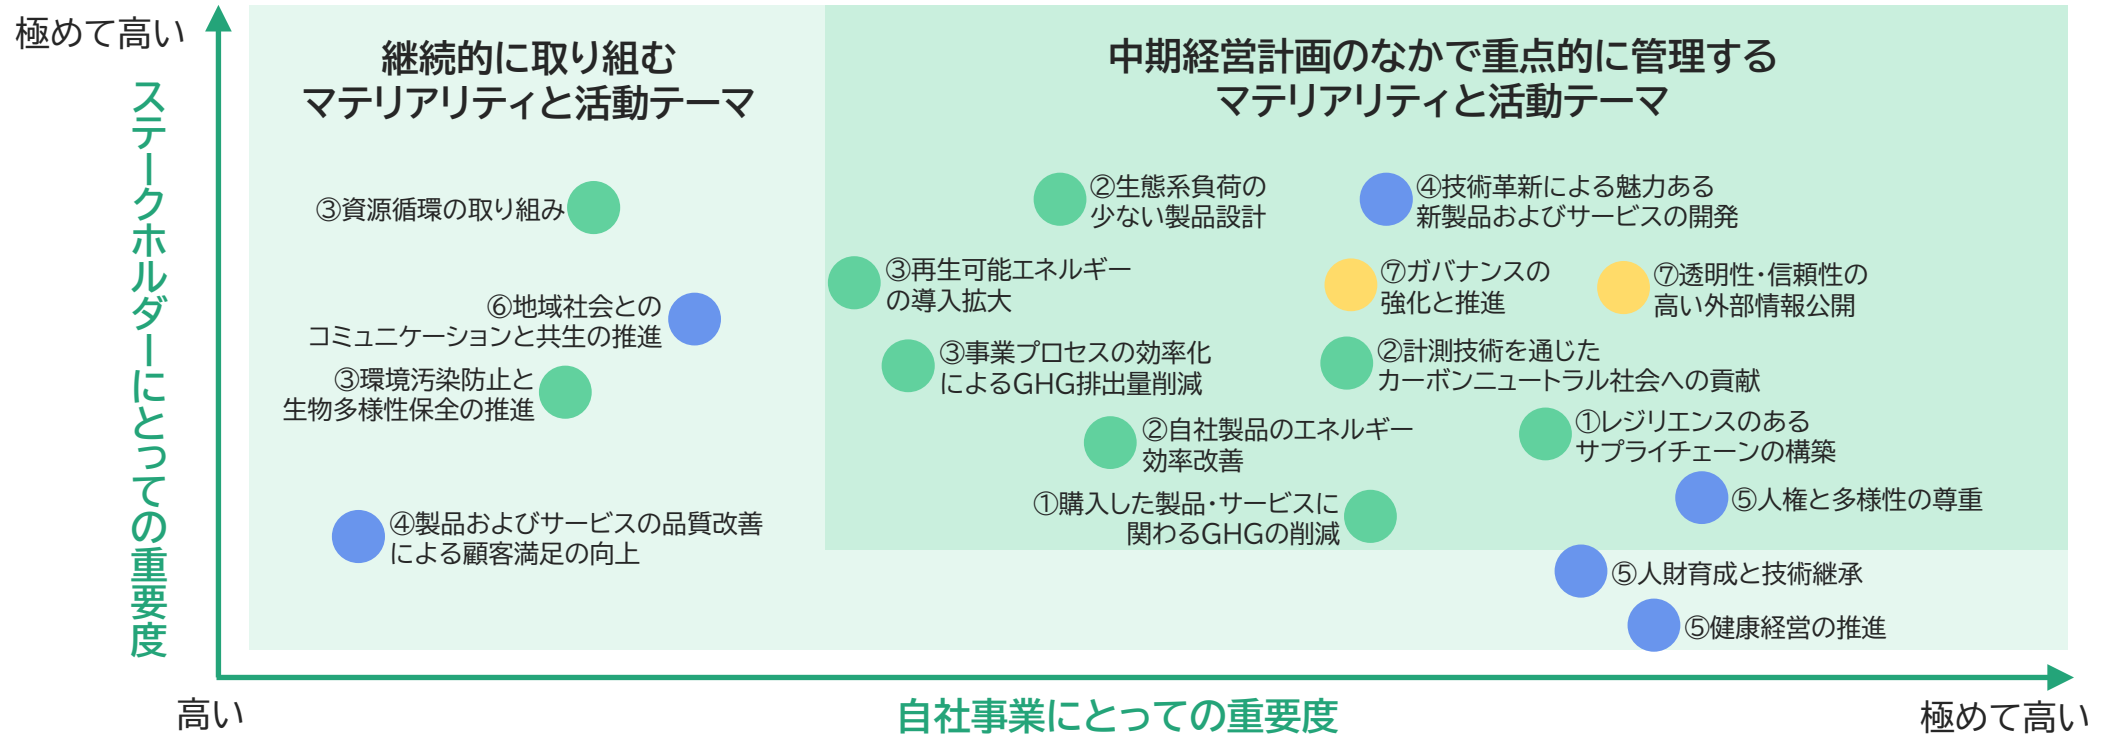 極めて高い
ステークホルダーにとっての重要度
継続的に取り組む
マテリアリティと活動テーマ
③資源循環の取り組み
⑥地域社会との
コミュニケーションと共生の推進
③環境汚染防止と
生物多様性保全の推進
④製品およびサービスの品質改善
による顧客満足の向上
中期経営計画のなかで重点的に管理する
マテリアリティと活動テーマ
②生態系負荷の
少ない製品設計
④技術革新による魅力ある
新製品およびサービスの開発
③再生可能エネルギー
の導入拡大
⑦ガバナンスの
強化と推進
⑦透明性・信頼性の
高い外部情報公開
③事業プロセスの効率化
によるGHG排出量削減
②計測技術を通じた
カーボンニュートラル社会への貢献
②自社製品のエネルギー
効率改善
①レジリエンスのある
サプライチェーンの構築
①購入した製品・サービスに
関わるGHGの削減
⑤人権と多様性の尊重
⑤人財育成と技術継承
⑤健康経営の推進
高い
自社事業にとっての重要度
極めて高い